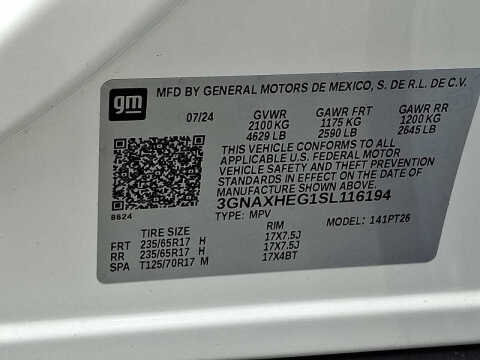 gm
MFD BY GENERAL MOTORS DE MEXICO, S. DE R.L. DE C.V.
07/24 GVWR GAWR FRT GAWR RR
2100 KG 1175 KG 1200 KG
4629 LB 2590 LB 2645 LB
THIS VEHICLE CONFORMS TO ALL
APPLICABLE U.S. FEDERAL MOTOR
VEHICLE SAFETY AND THEFT PREVENTION
STANDARDS IN EFFECT ON THE DATE OF
MANUFACTURE SHOWN ABOVE.
3GNAXHEG1SL116194
8624 TYPE: MPV MODEL: 141PT26
TIRE SIZE RIM
FRT 235/65R17 H 17X7.5J
RR 235/65R17 H 17X7.5J
SPA T125/70R17 M 17X4BT